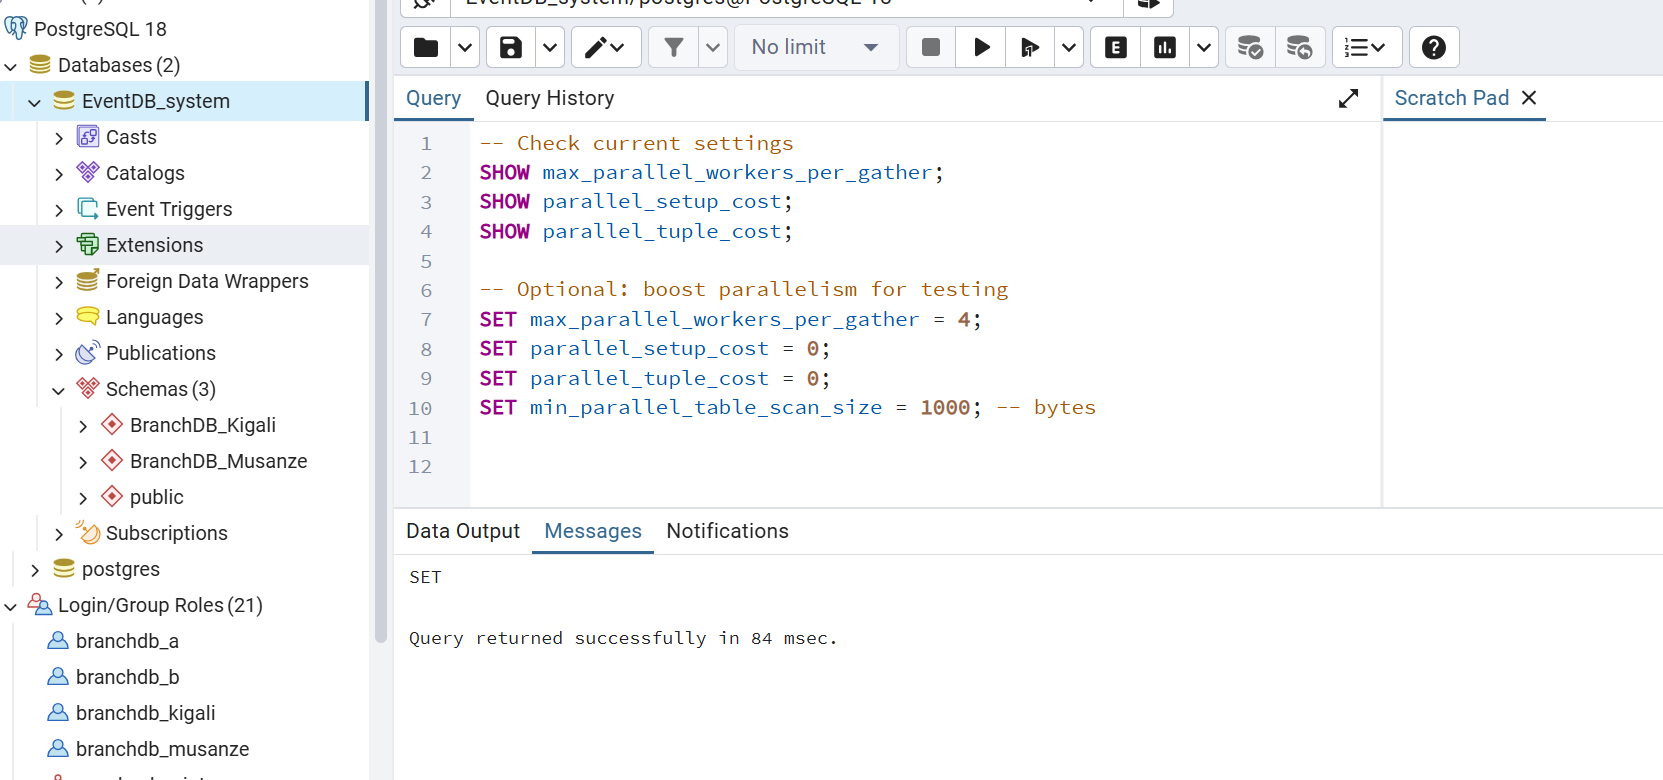 EventDB_system/postgres@PostgreSQL 18
PostgreSQL 18
Databases (2)
EventDB_system
Casts
Catalogs
Event Triggers
Extensions
Foreign Data Wrappers
Languages
Publications
Schemas (3)
BranchDB_Kigali
BranchDB_Musanze
public
Subscriptions
postgres
Login/Group Roles (21)
branchdb_a
branchdb_b
branchdb_kigali
branchdb_musanze
No limit
E
Query
Query History
Scratch Pad
1 -- Check current settings
2 SHOW max_parallel_workers_per_gather;
3 SHOW parallel_setup_cost;
4 SHOW parallel_tuple_cost;
5
6 -- Optional: boost parallelism for testing
7 SET max_parallel_workers_per_gather = 4;
8 SET parallel_setup_cost = 0;
9 SET parallel_tuple_cost = 0;
10 SET min_parallel_table_scan_size = 1000; -- bytes
11
12
Data Output
Messages
Notifications
SET
Query returned successfully in 84 msec.